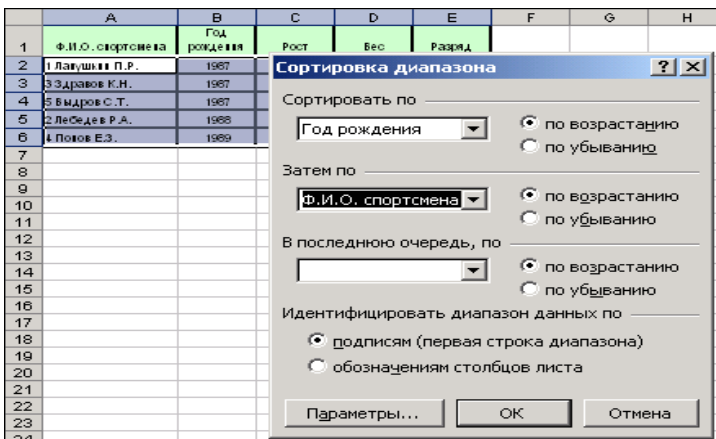 A B C D E F G H
1 Ф.И.О. спортсмена Год рождения Рост Вес Разряд
2 1 Лапушкин П.Р. 1987
3 3 Здравов К.Н. 1987
4 5 Быдров С.Т. 1987
5 2 Лебедев Р.А. 1988
6 4 Попов Е.З. 1989
7
8
9
10
11
12
13
14
15
16
17
18
19
20
21
22
23
24
Сортировка диапазона ? ×
Сортировать по
Год рождения по возрастанию
по убыванию
Затем по
Ф.И.О. спортсмена по возрастанию
по убыванию
В последнюю очередь, по
по возрастанию
по убыванию
Идентифицировать диапазон данных по
подписям (первая строка диапазона)
обозначениям столбцов листа
Параметры... ОК Отмена